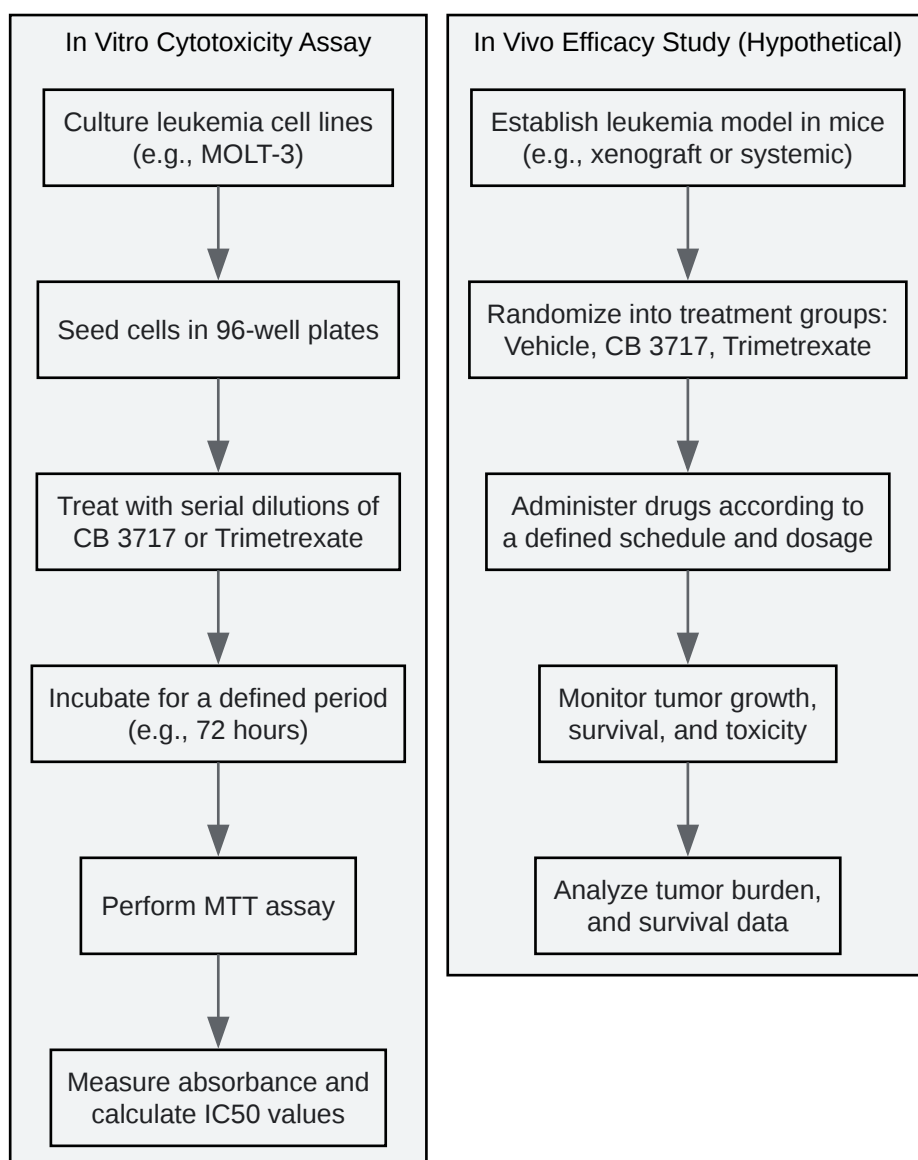 In Vitro Cytotoxicity Assay
Culture leukemia cell lines
(e.g., MOLT-3)
Seed cells in 96-well plates
Treat with serial dilutions of
CB 3717 or Trimetrexate
Incubate for a defined period
(e.g., 72 hours)
Perform MTT assay
Measure absorbance and
calculate IC50 values
In Vivo Efficacy Study (Hypothetical)
Establish leukemia model in mice
(e.g., xenograft or systemic)
Randomize into treatment groups:
Vehicle, CB 3717, Trimetrexate
Administer drugs according to
a defined schedule and dosage
Monitor tumor growth,
survival, and toxicity
Analyze tumor burden,
and survival data